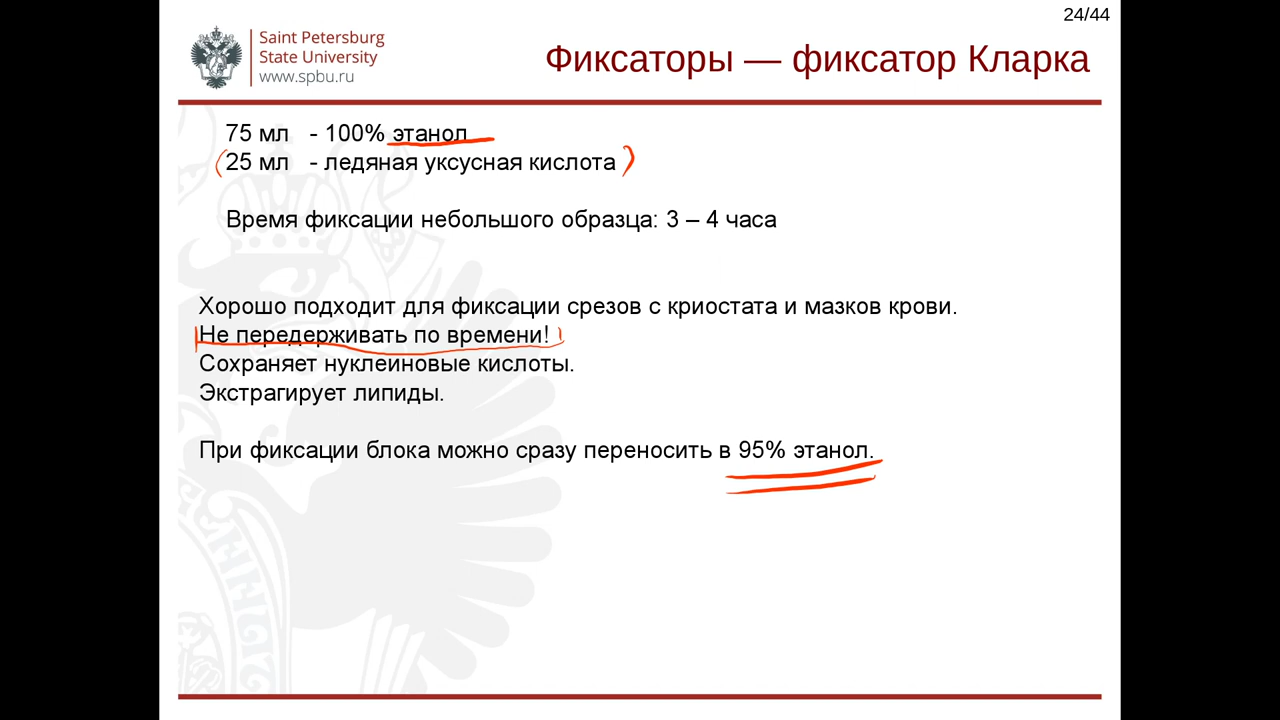 24/44
Saint Petersburg
State University
www.spbu.ru
Фиксаторы — фиксатор Кларка
75 мл - 100% этанол
25 мл - ледяная уксусная кислота
Время фиксации небольшого образца: 3 – 4 часа
Хорошо подходит для фиксации срезов с криостата и мазков крови.
Не передерживать по времени!
Сохраняет нуклеиновые кислоты.
Экстрагирует липиды.
При фиксации блока можно сразу переносить в 95% этанол.